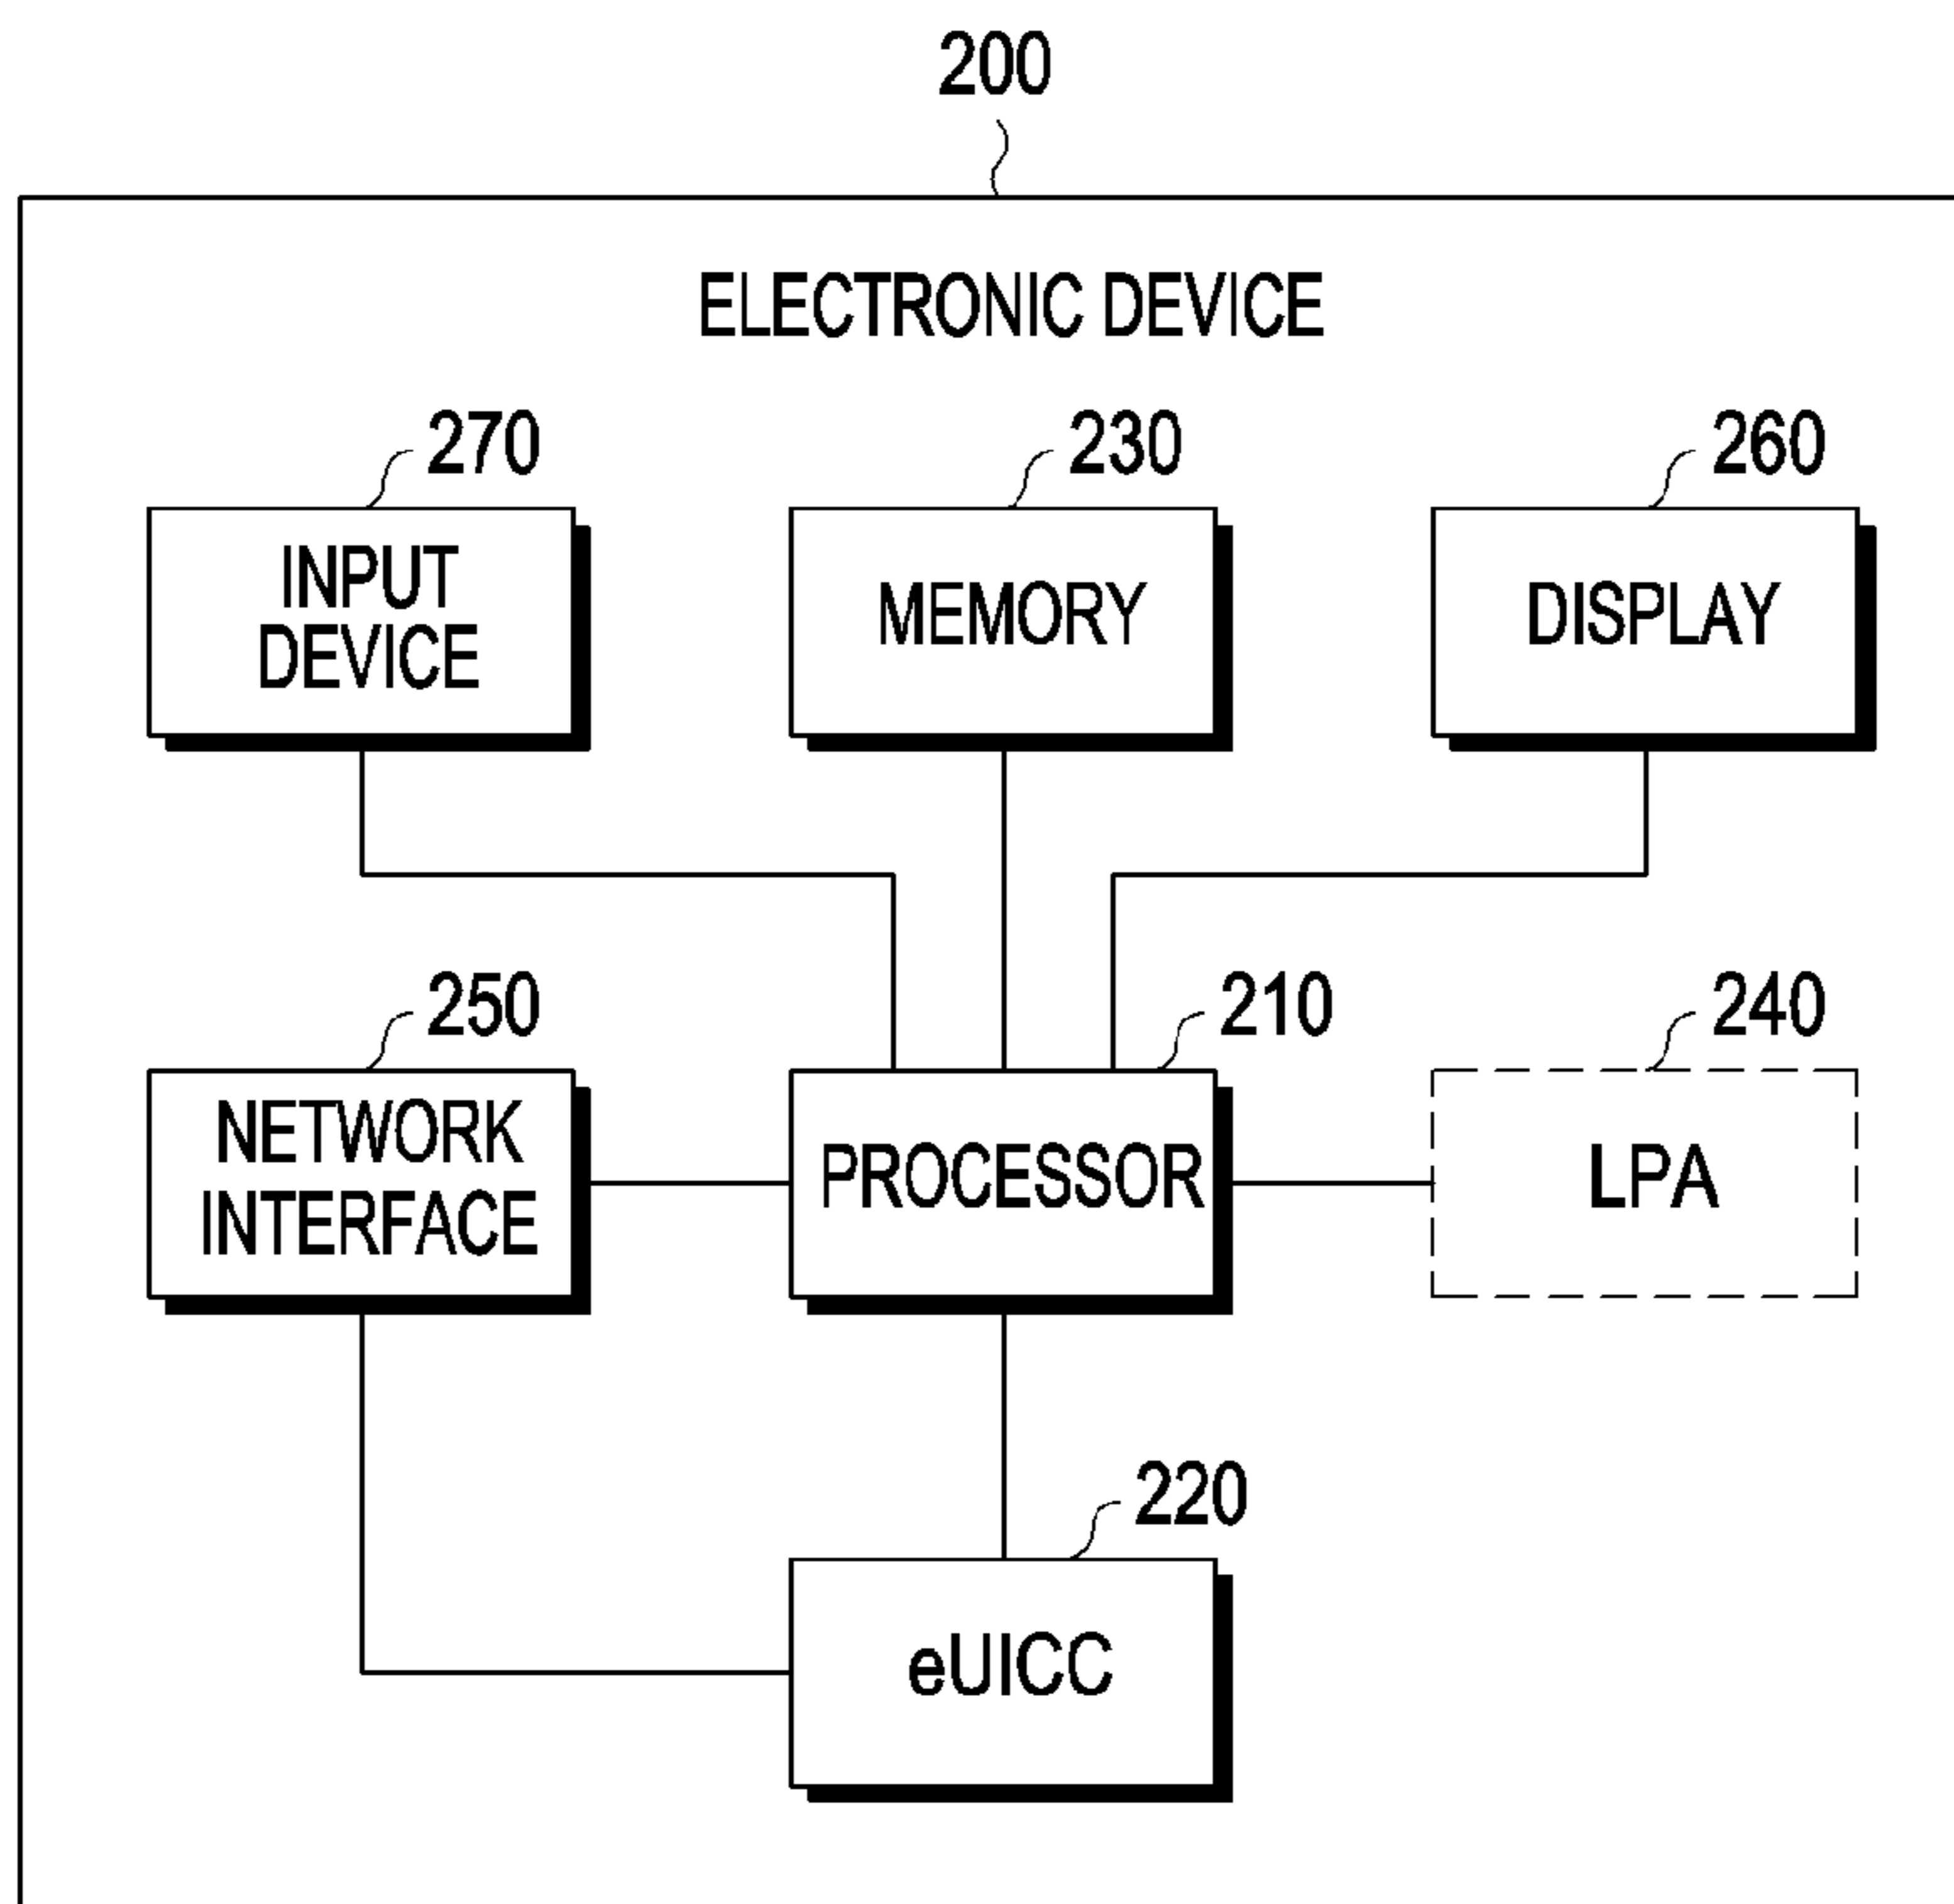 200
ELECTRONIC DEVICE
270
230
260
INPUT
DEVICE
MEMORY
DISPLAY
250
210
240
NETWORK
INTERFACE
PROCESSOR
LPA
220
eUICC